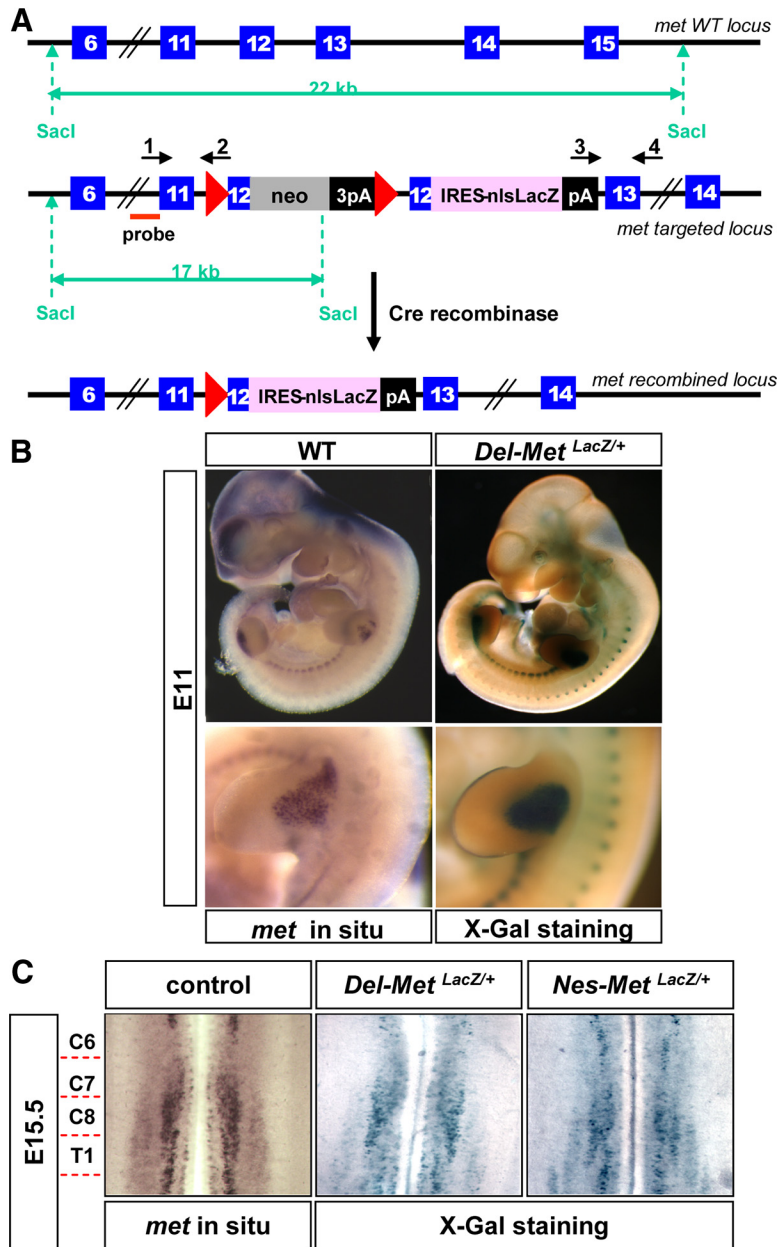 A
met WT locus
6 11 12 13 14 15
22 kb
SacI SacI
1 2 3 4
6 11 12 neo 3pA 12 IRES-nlsLacZ pA 13 14
probe
met targeted locus
17 kb
SacI SacI
Cre recombinase
met recombined locus
6 11 12 IRES-nlsLacZ pA 13 14
B
WT Del-Met LacZ/+
E11
met in situ X-Gal staining
C
control Del-Met LacZ/+ Nes-Met LacZ/+
E15.5
C6
C7
C8
T1
met in situ X-Gal staining